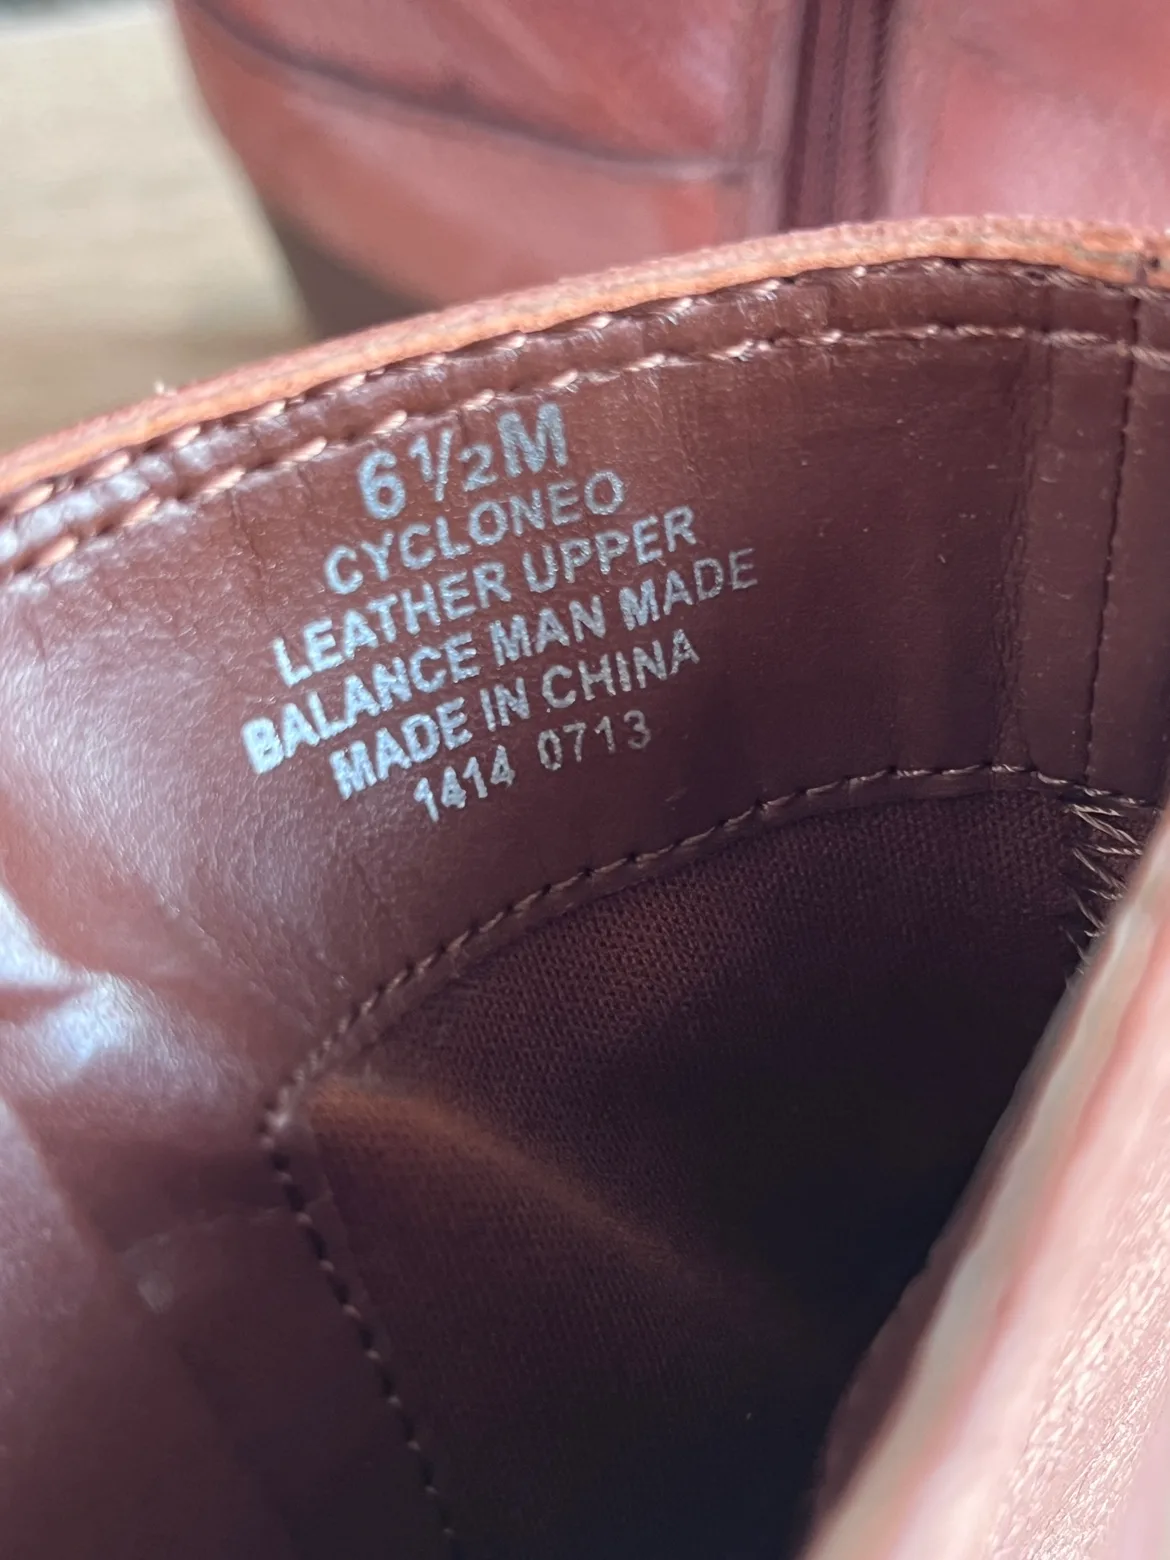 6½M
CYCLONEO
LEATHER UPPER
BALANCE MAN MADE
MADE IN CHINA
1414 0713